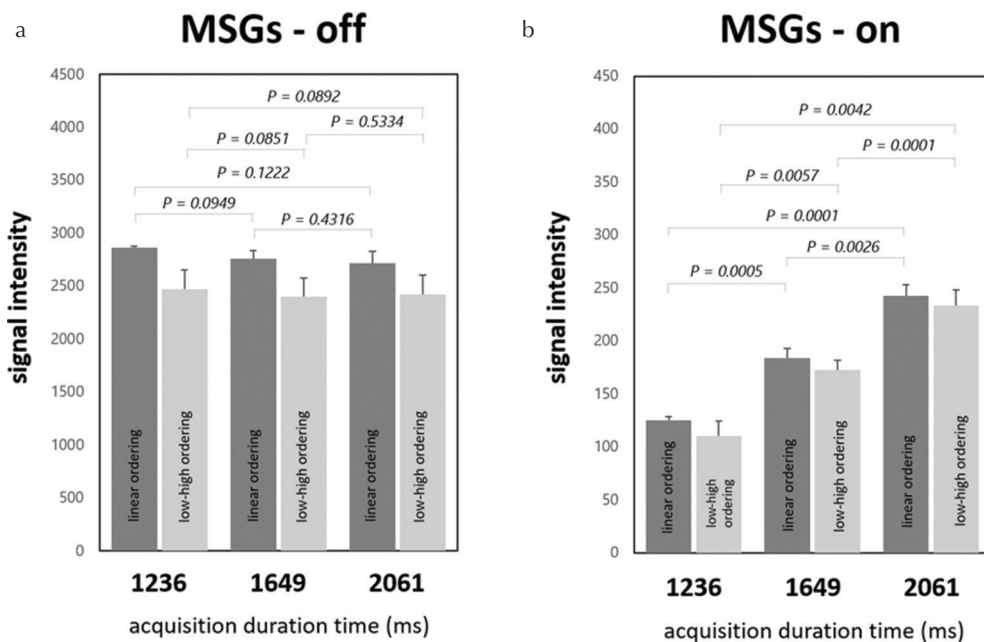 a
MSGs - off
4500
4000
3500
3000
2500
2000
1500
1000
500
0
signal intensity
P = 0.0892
P = 0.0851
P = 0.5334
P = 0.1222
P = 0.0949
P = 0.4316
linear ordering
low-high ordering
linear ordering
low-high ordering
linear ordering
low-high ordering
1236
1649
2061
acquisition duration time (ms)
b
MSGs - on
450
400
350
300
250
200
150
100
50
0
signal intensity
P = 0.0042
P = 0.0001
P = 0.0057
P = 0.0001
P = 0.0026
P = 0.0005
linear ordering
low-high
ordering
linear ordering
low-high ordering
linear ordering
low-high ordering
1236
1649
2061
acquisition duration time (ms)